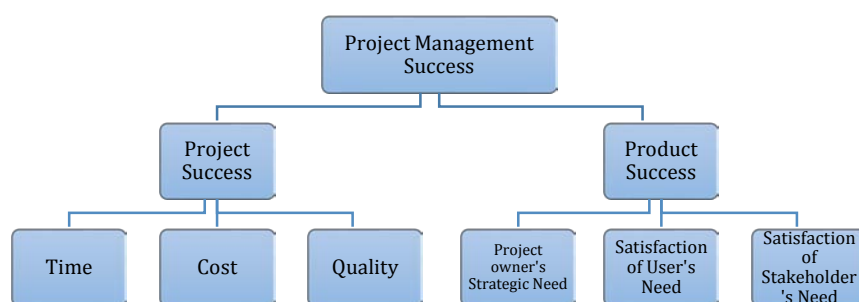 Project Management
Success
Project
Success
Product
Success
Time
Cost
Quality
Project
owner's
Strategic Need
Satisfaction
of User's
Need
Satisfaction
of
Stakeholder
's Need